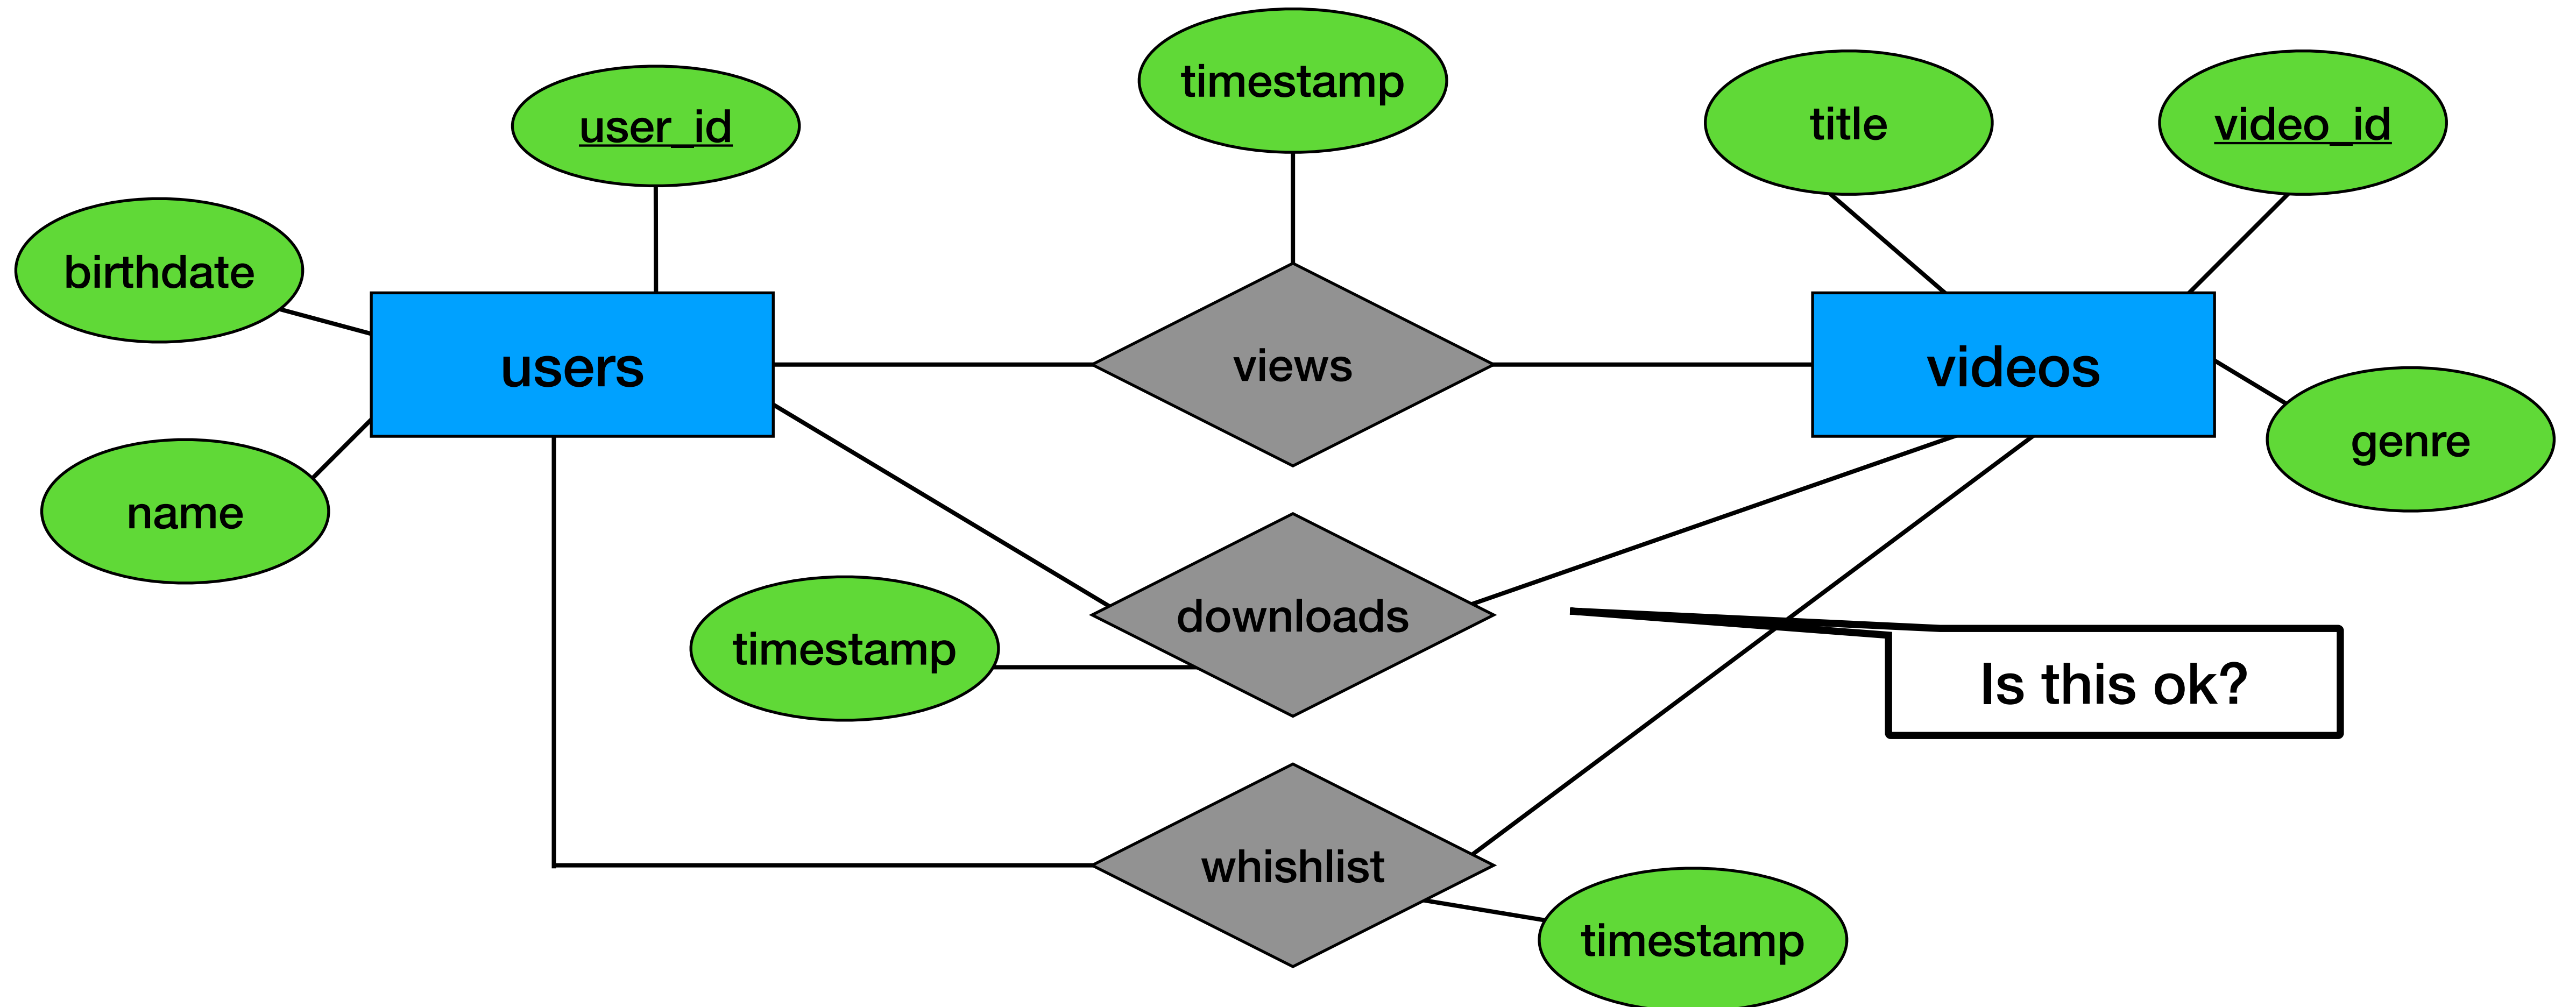 timestamp
title
video_id
user_id
birthdate
users
views
videos
genre
name
downloads
timestamp
Is this ok?
whishlist
timestamp